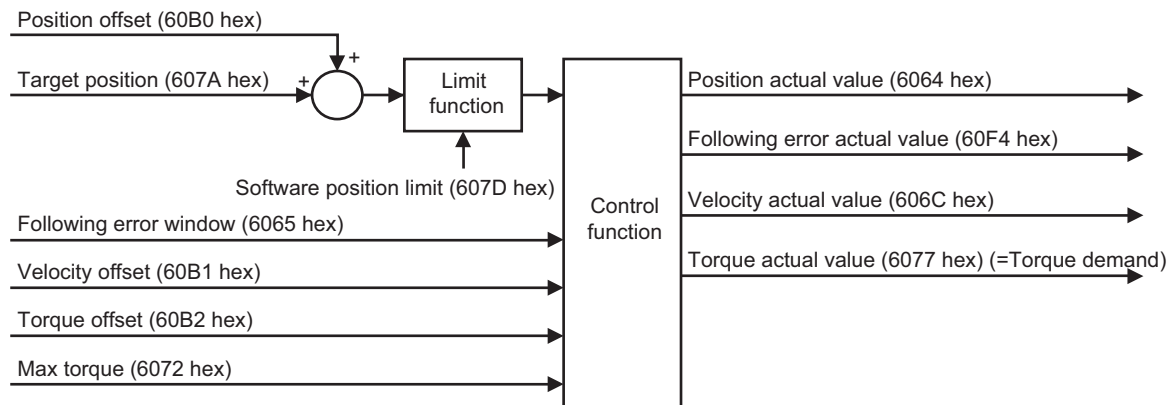 Position offset (60B0 hex)
+
Target position (607A hex)
+
Limit
function
Software position limit (607D hex)
Following error window (6065 hex)
Velocity offset (60B1 hex)
Torque offset (60B2 hex)
Max torque (6072 hex)
Control
function
Position actual value (6064 hex)
Following error actual value (60F4 hex)
Velocity actual value (606C hex)
Torque actual value (6077 hex) (=Torque demand)